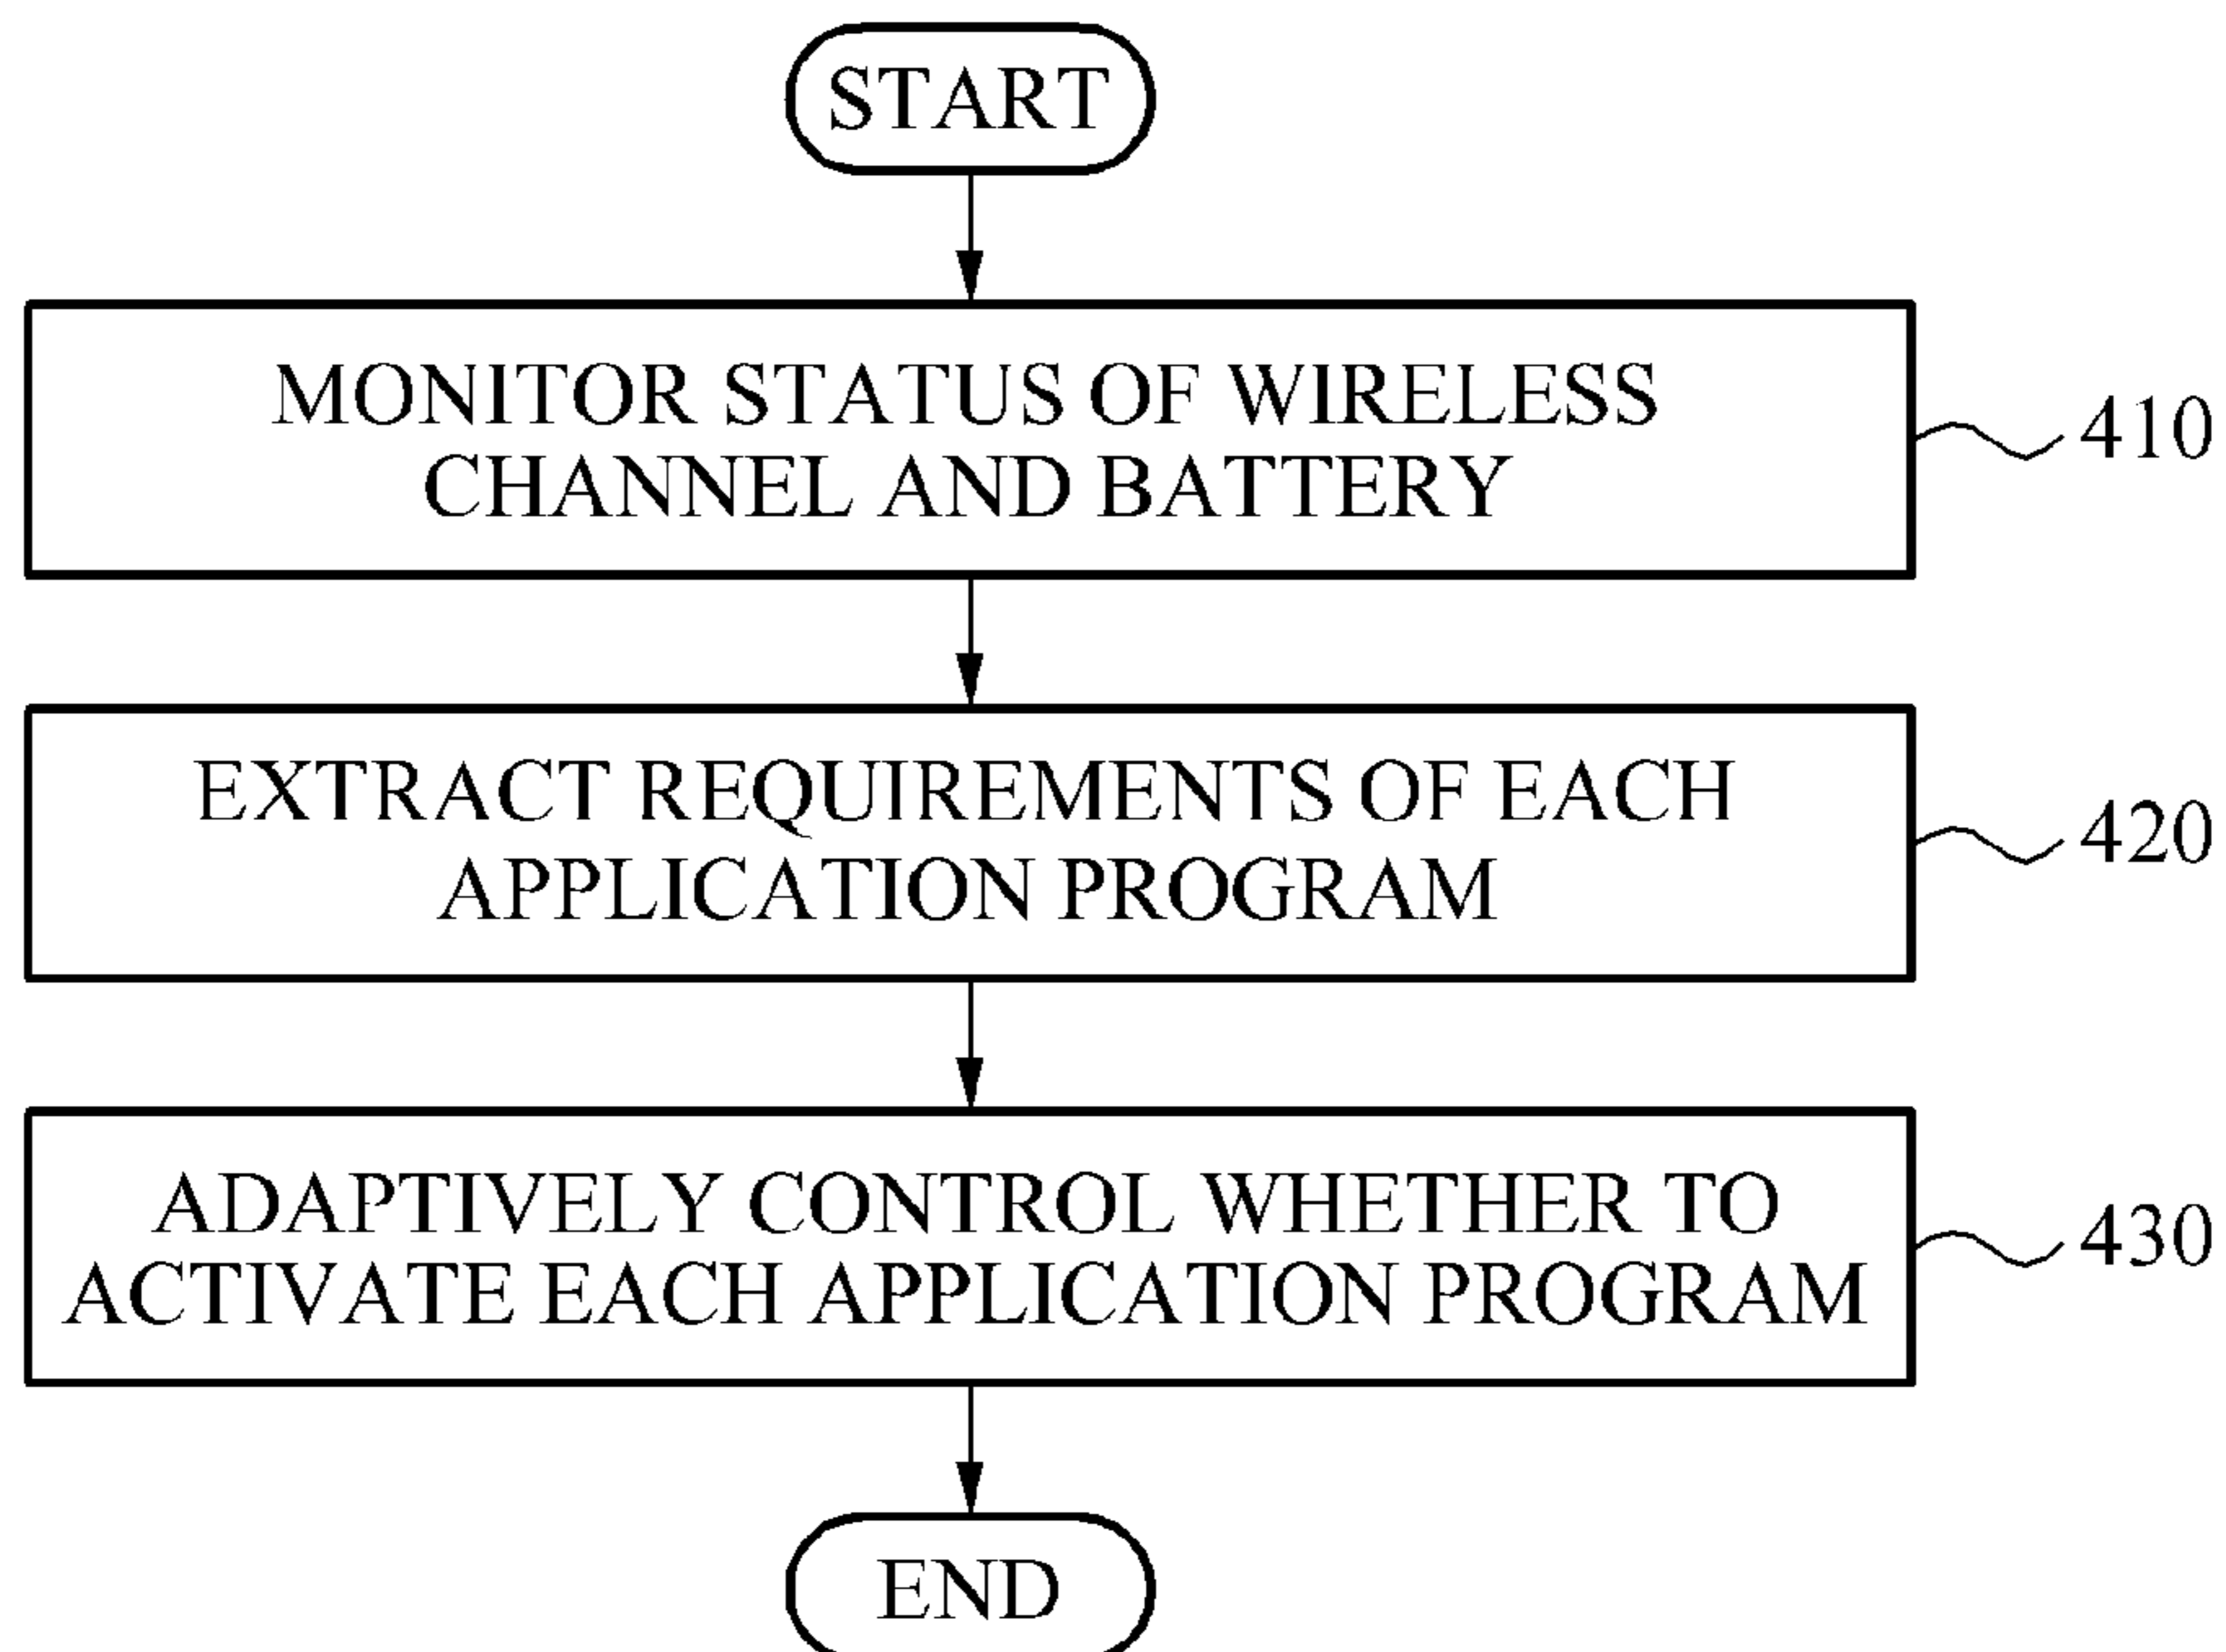 START
MONITOR STATUS OF WIRELESS
CHANNEL AND BATTERY
410
EXTRACT REQUIREMENTS OF EACH
APPLICATION PROGRAM
420
ADAPTIVELY CONTROL WHETHER TO
ACTIVATE EACH APPLICATION PROGRAM
430
END